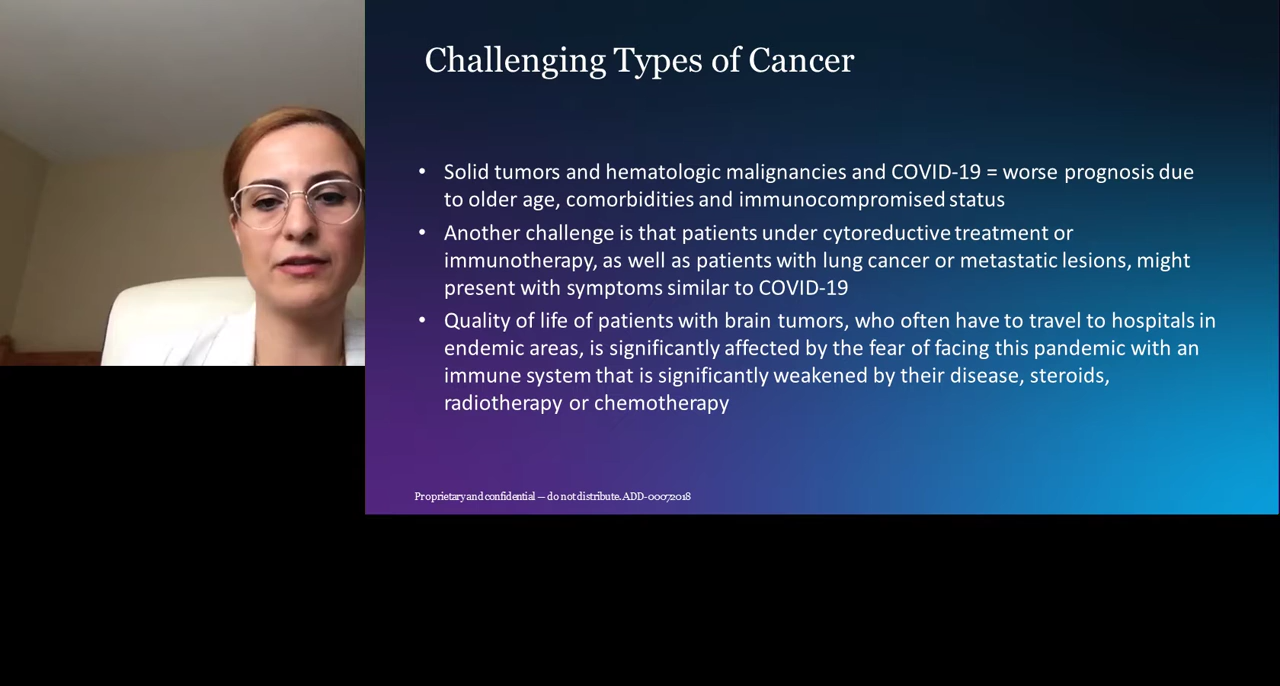 Challenging Types of Cancer
• Solid tumors and hematologic malignancies and COVID-19 = worse prognosis due
to older age, comorbidities and immunocompromised status
• Another challenge is that patients under cytoreductive treatment or
immunotherapy, as well as patients with lung cancer or metastatic lesions, might
present with symptoms similar to COVID-19
• Quality of life of patients with brain tumors, who often have to travel to hospitals in
endemic areas, is significantly affected by the fear of facing this pandemic with an
immune system that is significantly weakened by their disease, steroids,
radiotherapy or chemotherapy
Proprietary and confidential — do not distribute. ADD-00072018